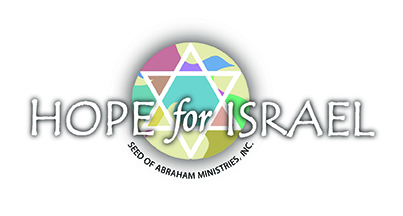 HOPE for ISRAEL
SEED OF ABRAHAM MINISTRIES, INC.